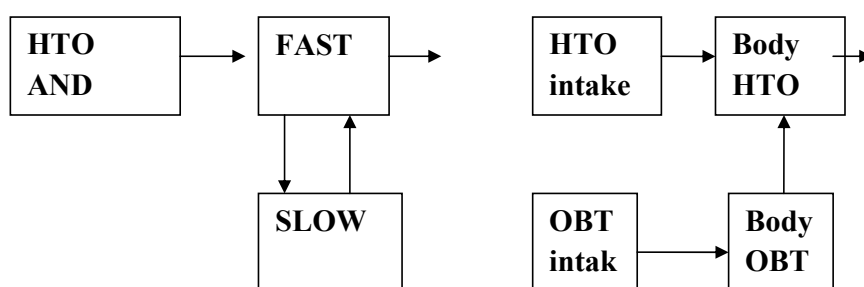 HTO
AND
FAST
SLOW
HTO
intake
Body
HTO
OBT
intak
Body
OBT